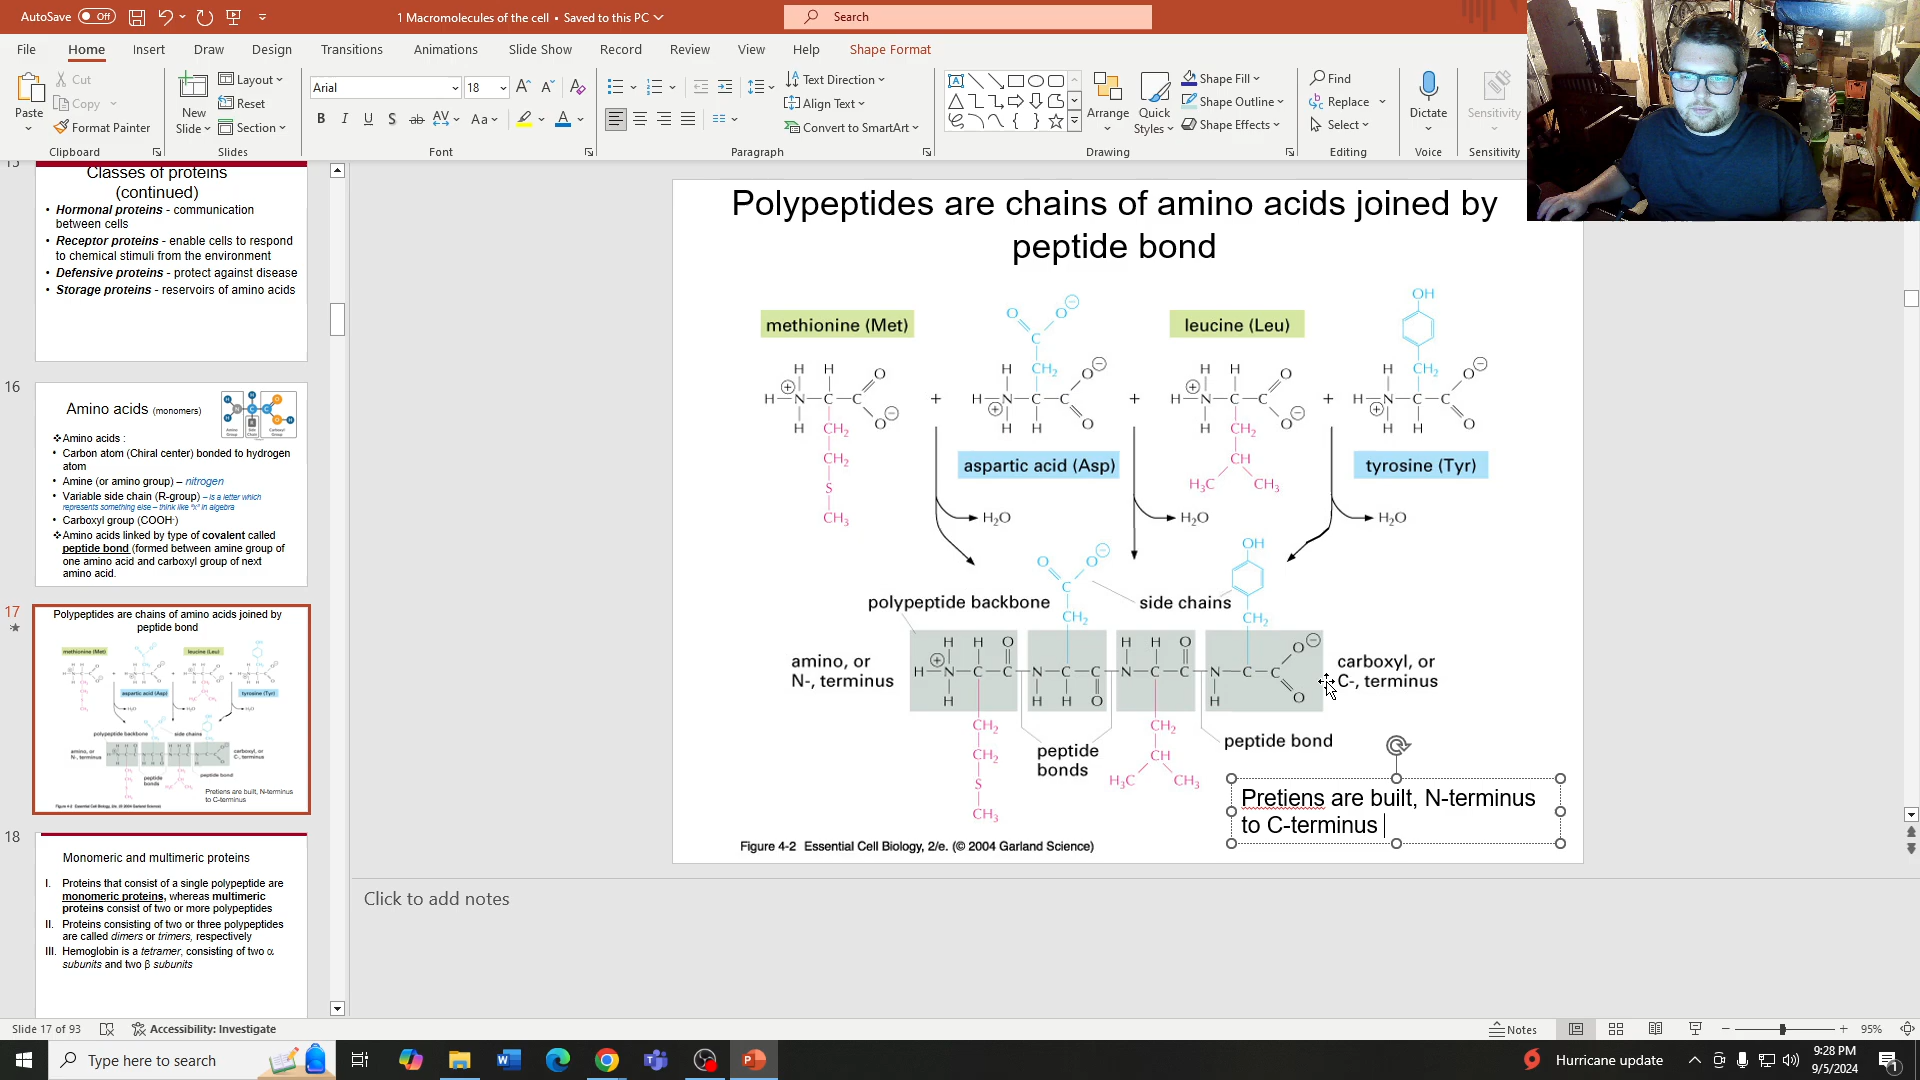 AutoSave Off
1 Macromolecules of the cell • Saved to this PC
Search
File Home Insert Draw Design Transitions Animations Slide Show Record Review View Help Shape Format
Paste
Cut
Copy
Format Painter
Clipboard
New
Slide
Layout
Reset
Section
Slides
Arial 18
Font
Text Direction
Align Text
Convert to SmartArt
Paragraph
Arrange
Quick
Styles
Shape Fill
Shape Outline
Shape Effects
Drawing
Find
Replace
Select
Editing
Dictate
Voice
Sensitivity
Sensitivity
Classes of proteins
(continued)
• Hormonal proteins - communication
between cells
• Receptor proteins - enable cells to respond
to chemical stimuli from the environment
• Defensive proteins - protect against disease
• Storage proteins - reservoirs of amino acids
16
Amino acids (monomers)
❖Amino acids :
• Carbon atom (Chiral center) bonded to hydrogen
atom
• Amine (or amino group) – nitrogen
• Variable side chain (R-group) – is a letter which
represents something else – think like "x" in algebra
• Carboxyl group (COOH-)
❖Amino acids linked by type of covalent called
peptide bond (formed between amine group of
one amino acid and carboxyl group of next
amino acid.
17
Polypeptides are chains of amino acids joined by
peptide bond
18
Monomeric and multimeric proteins
I. Proteins that consist of a single polypeptide are
monomeric proteins, whereas multimeric
proteins consist of two or more polypeptides
II. Proteins consisting of two or three polypeptides
are called dimers or trimers, respectively
III. Hemoglobin is a tetramer, consisting of two α
subunits and two β subunits
Polypeptides are chains of amino acids joined by
peptide bond
methionine (Met)
leucine (Leu)
aspartic acid (Asp)
tyrosine (Tyr)
H₂O
H₂O
H₂O
polypeptide backbone
side chains
amino, or
N-, terminus
carboxyl, or
C-, terminus
peptide
bonds
peptide bond
Pretiens are built, N-terminus
to C-terminus
Figure 4-2 Essential Cell Biology, 2/e. (© 2004 Garland Science)
Click to add notes
Slide 17 of 93
Accessibility: Investigate
Notes
95%
Type here to search
Hurricane update
9:28 PM
9/5/2024